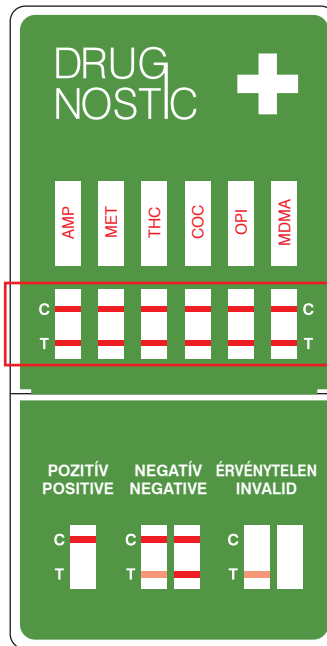 DRUG
NOSTIC
AMP MET THC COC OPI MDMA
C C
T T
POZITÍV NEGATÍV ÉRVÉNYTELEN
POSITIVE NEGATIVE INVALID
C C C
T T T